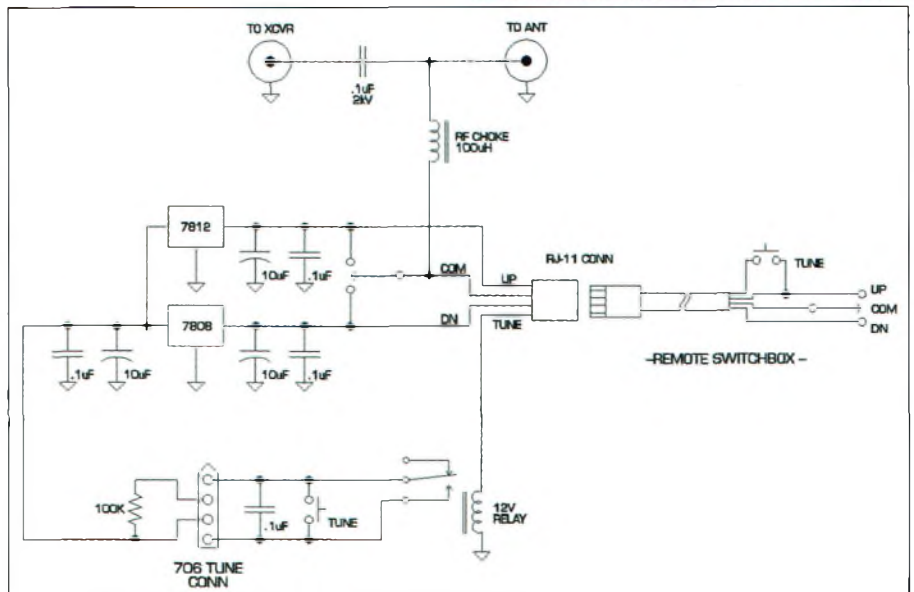 TO XCVR
TO ANT
.1uF
2kV
RF CHOKE
100uH
7812
10uF
.1uF
COM
UP
RJ-11 CONN
TUNE
UP
COM
DN
7808
DN
TUNE
.1uF
10uF
10uF
.1uF
–REMOTE SWITCHBOX –
100K
.1uF
TUNE
12V
RELAY
706 TUNE
CONN